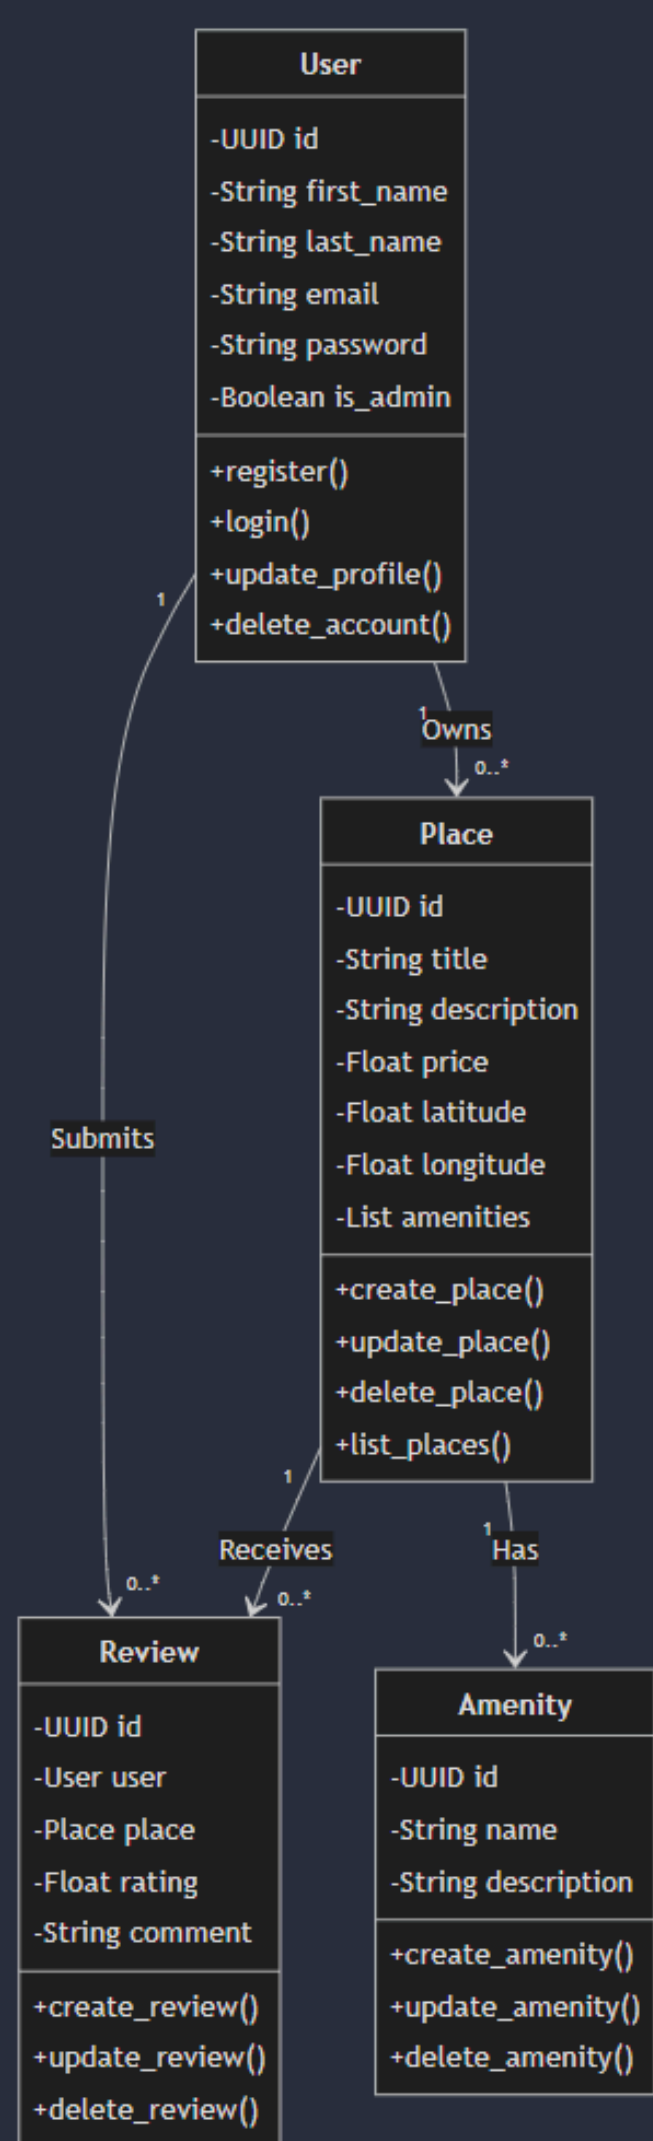 User
-UUID id
-String first_name
-String last_name
-String email
-String password
-Boolean is_admin
+register()
+login()
+update_profile()
+delete_account()
1
1
Owns
0..*
Place
-UUID id
-String title
-String description
-Float price
-Float latitude
-Float longitude
-List amenities
+create_place()
+update_place()
+delete_place()
+list_places()
Submits
1
1
Receives
Has
0..*
0..*
0..*
Review
-UUID id
-User user
-Place place
-Float rating
-String comment
+create_review()
+update_review()
+delete_review()
Amenity
-UUID id
-String name
-String description
+create_amenity()
+update_amenity()
+delete_amenity()